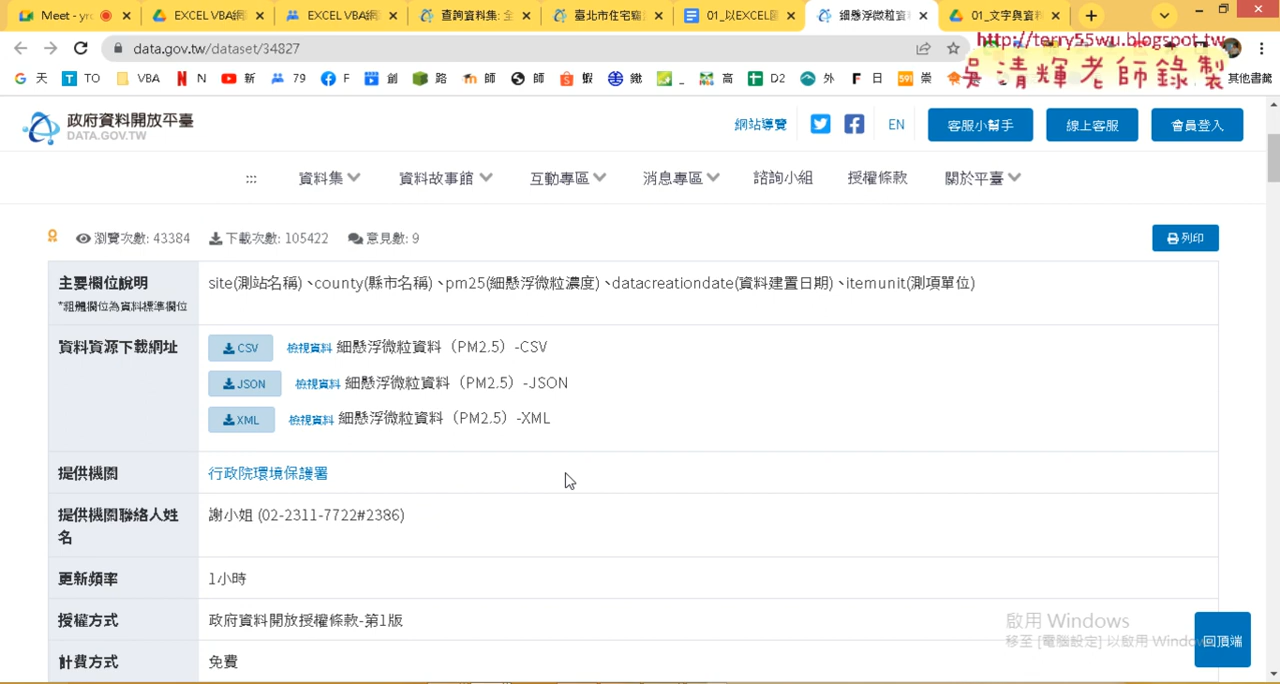 Meet - yr
EXCEL VBA網
EXCEL VBA網
查詢資料集: 全
臺北市住宅竊
01_以EXCEL函
細懸浮微粒資
01_文字與資料
data.gov.tw/dataset/34827
http://terry55wu.blogspot.tw
吳清輝老師錄製
天 TO VBA N 新 79 F 創 路 師 師 蝦 鐵 _ 高 D2 外 日 崇 其他書籤
政府資料開放平臺
DATA.GOV.TW
網站導覽 EN 客服小幫手 線上客服 會員登入
::: 資料集 資料故事館 互動專區 消息專區 諮詢小組 授權條款 關於平臺
瀏覽次數: 43384 下載次數: 105422 意見數: 9 列印
主要欄位說明 site(測站名稱)、county(縣市名稱)、pm25(細懸浮微粒濃度)、datacreationdate(資料建置日期)、itemunit(測項單位)
*粗體欄位為資料標準欄位
資料資源下載網址 CSV 檢視資料 細懸浮微粒資料（PM2.5）-CSV
JSON 檢視資料 細懸浮微粒資料（PM2.5）-JSON
XML 檢視資料 細懸浮微粒資料（PM2.5）-XML
提供機關 行政院環境保護署
提供機關聯絡人姓名 謝小姐 (02-2311-7722#2386)
更新頻率 1小時
授權方式 政府資料開放授權條款-第1版
計費方式 免費
啟用 Windows
移至 [電腦設定] 以啟用 Windows
回頂端